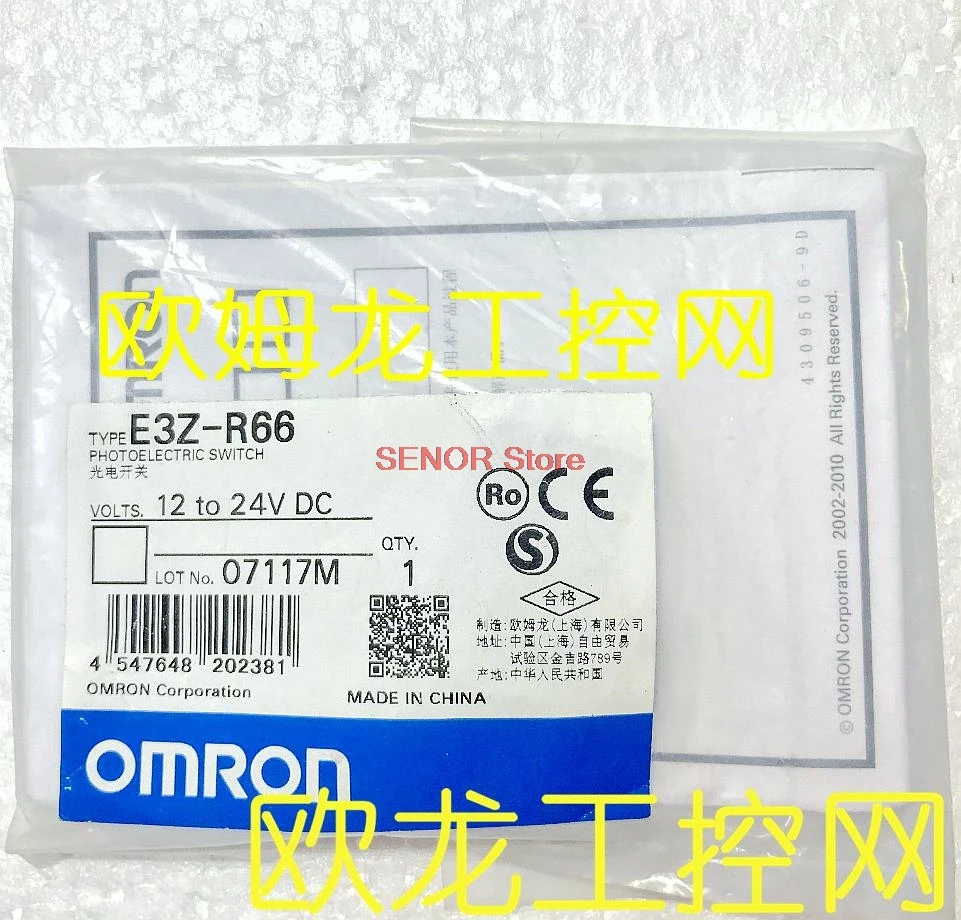 4309506-9D
欧姆龙工控网
TYPE E3Z-R66
PHOTOELECTRIC SWITCH
光电开关
SENOR Store
Ro CE
VOLTS. 12 to 24V DC
QTY.
LOT No. 07117M 1
S
合格
制造:欧姆龙(上海)有限公司
地址:中国(上海)自由贸易
试验区金吉路789号
产地:中华人民共和国
4 547648 202381
OMRON Corporation
MADE IN CHINA
OMRON
© OMRON Corporation 2002-2010 All Rights Reserved.
欧龙工控网